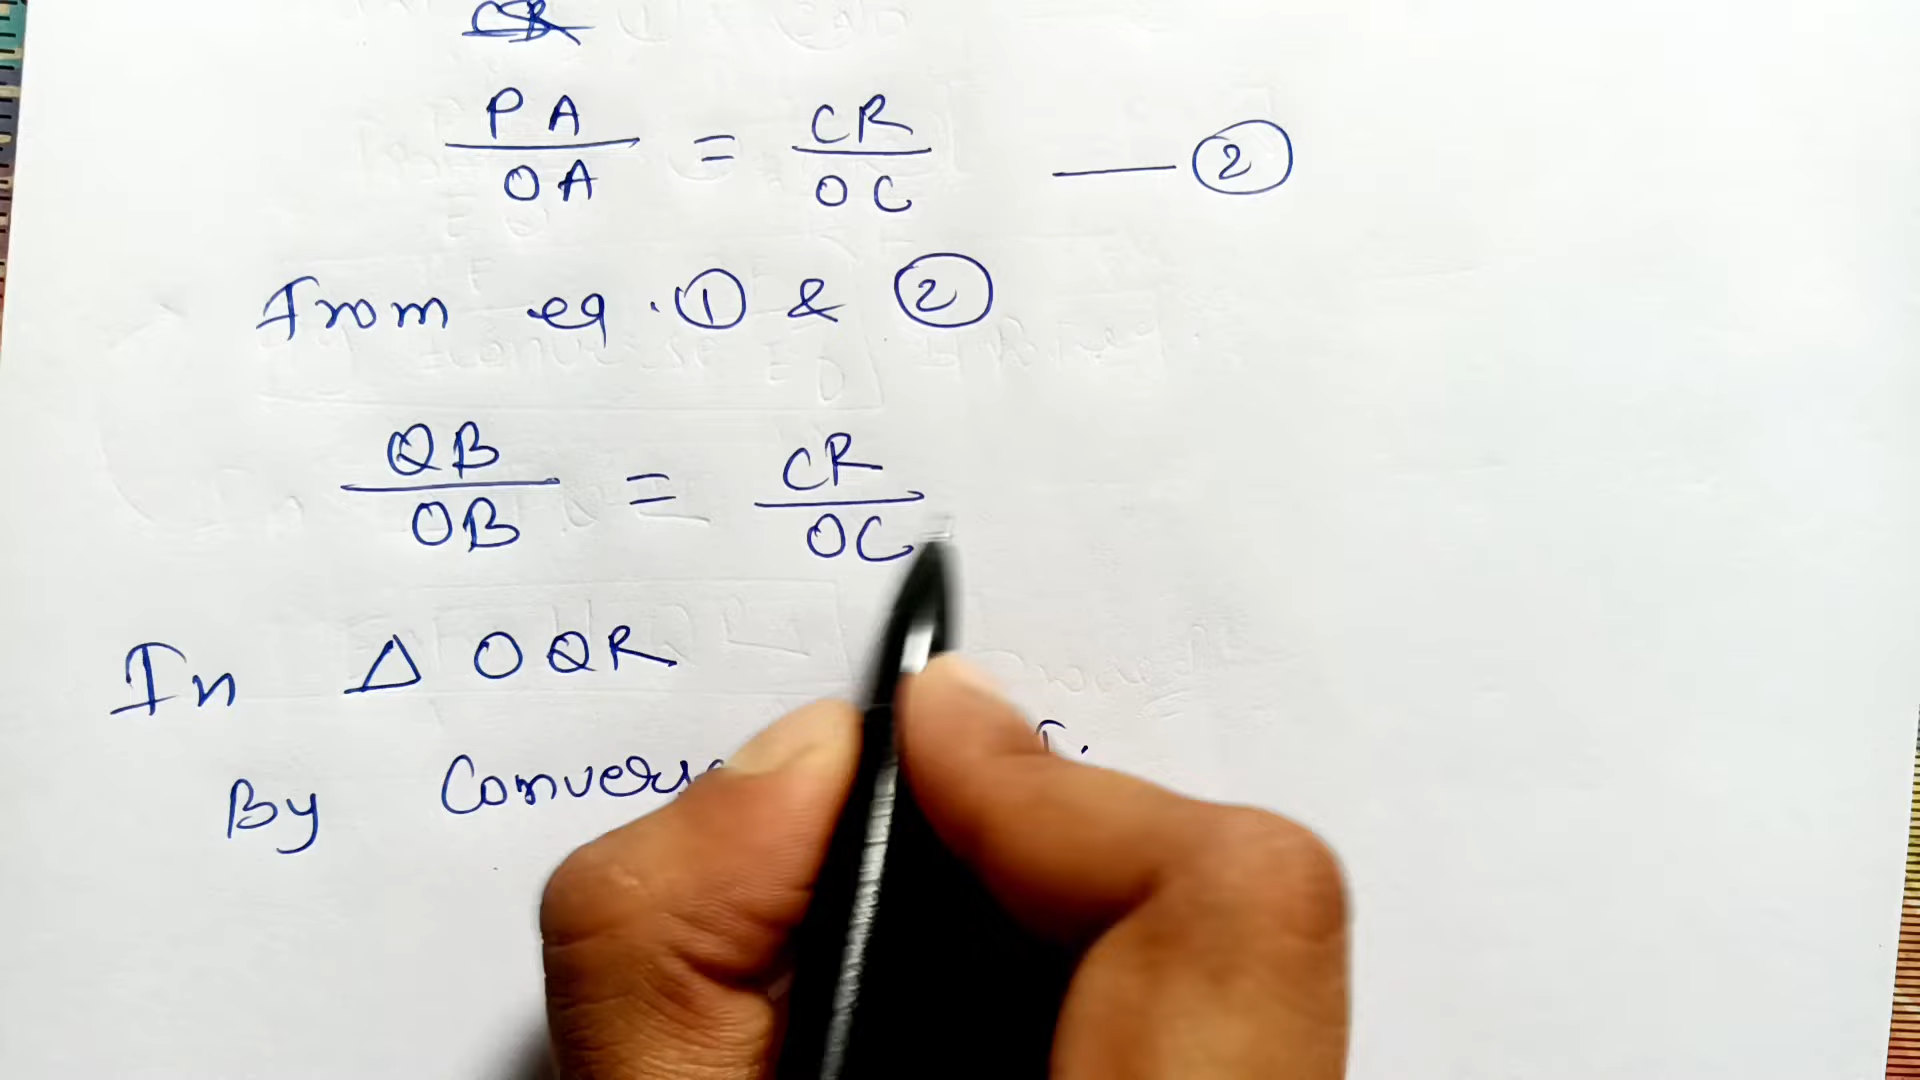 PA / OA = CR / OC —— ②
From eq. ① & ②
QB / OB = CR / OC
In △ OQR
By